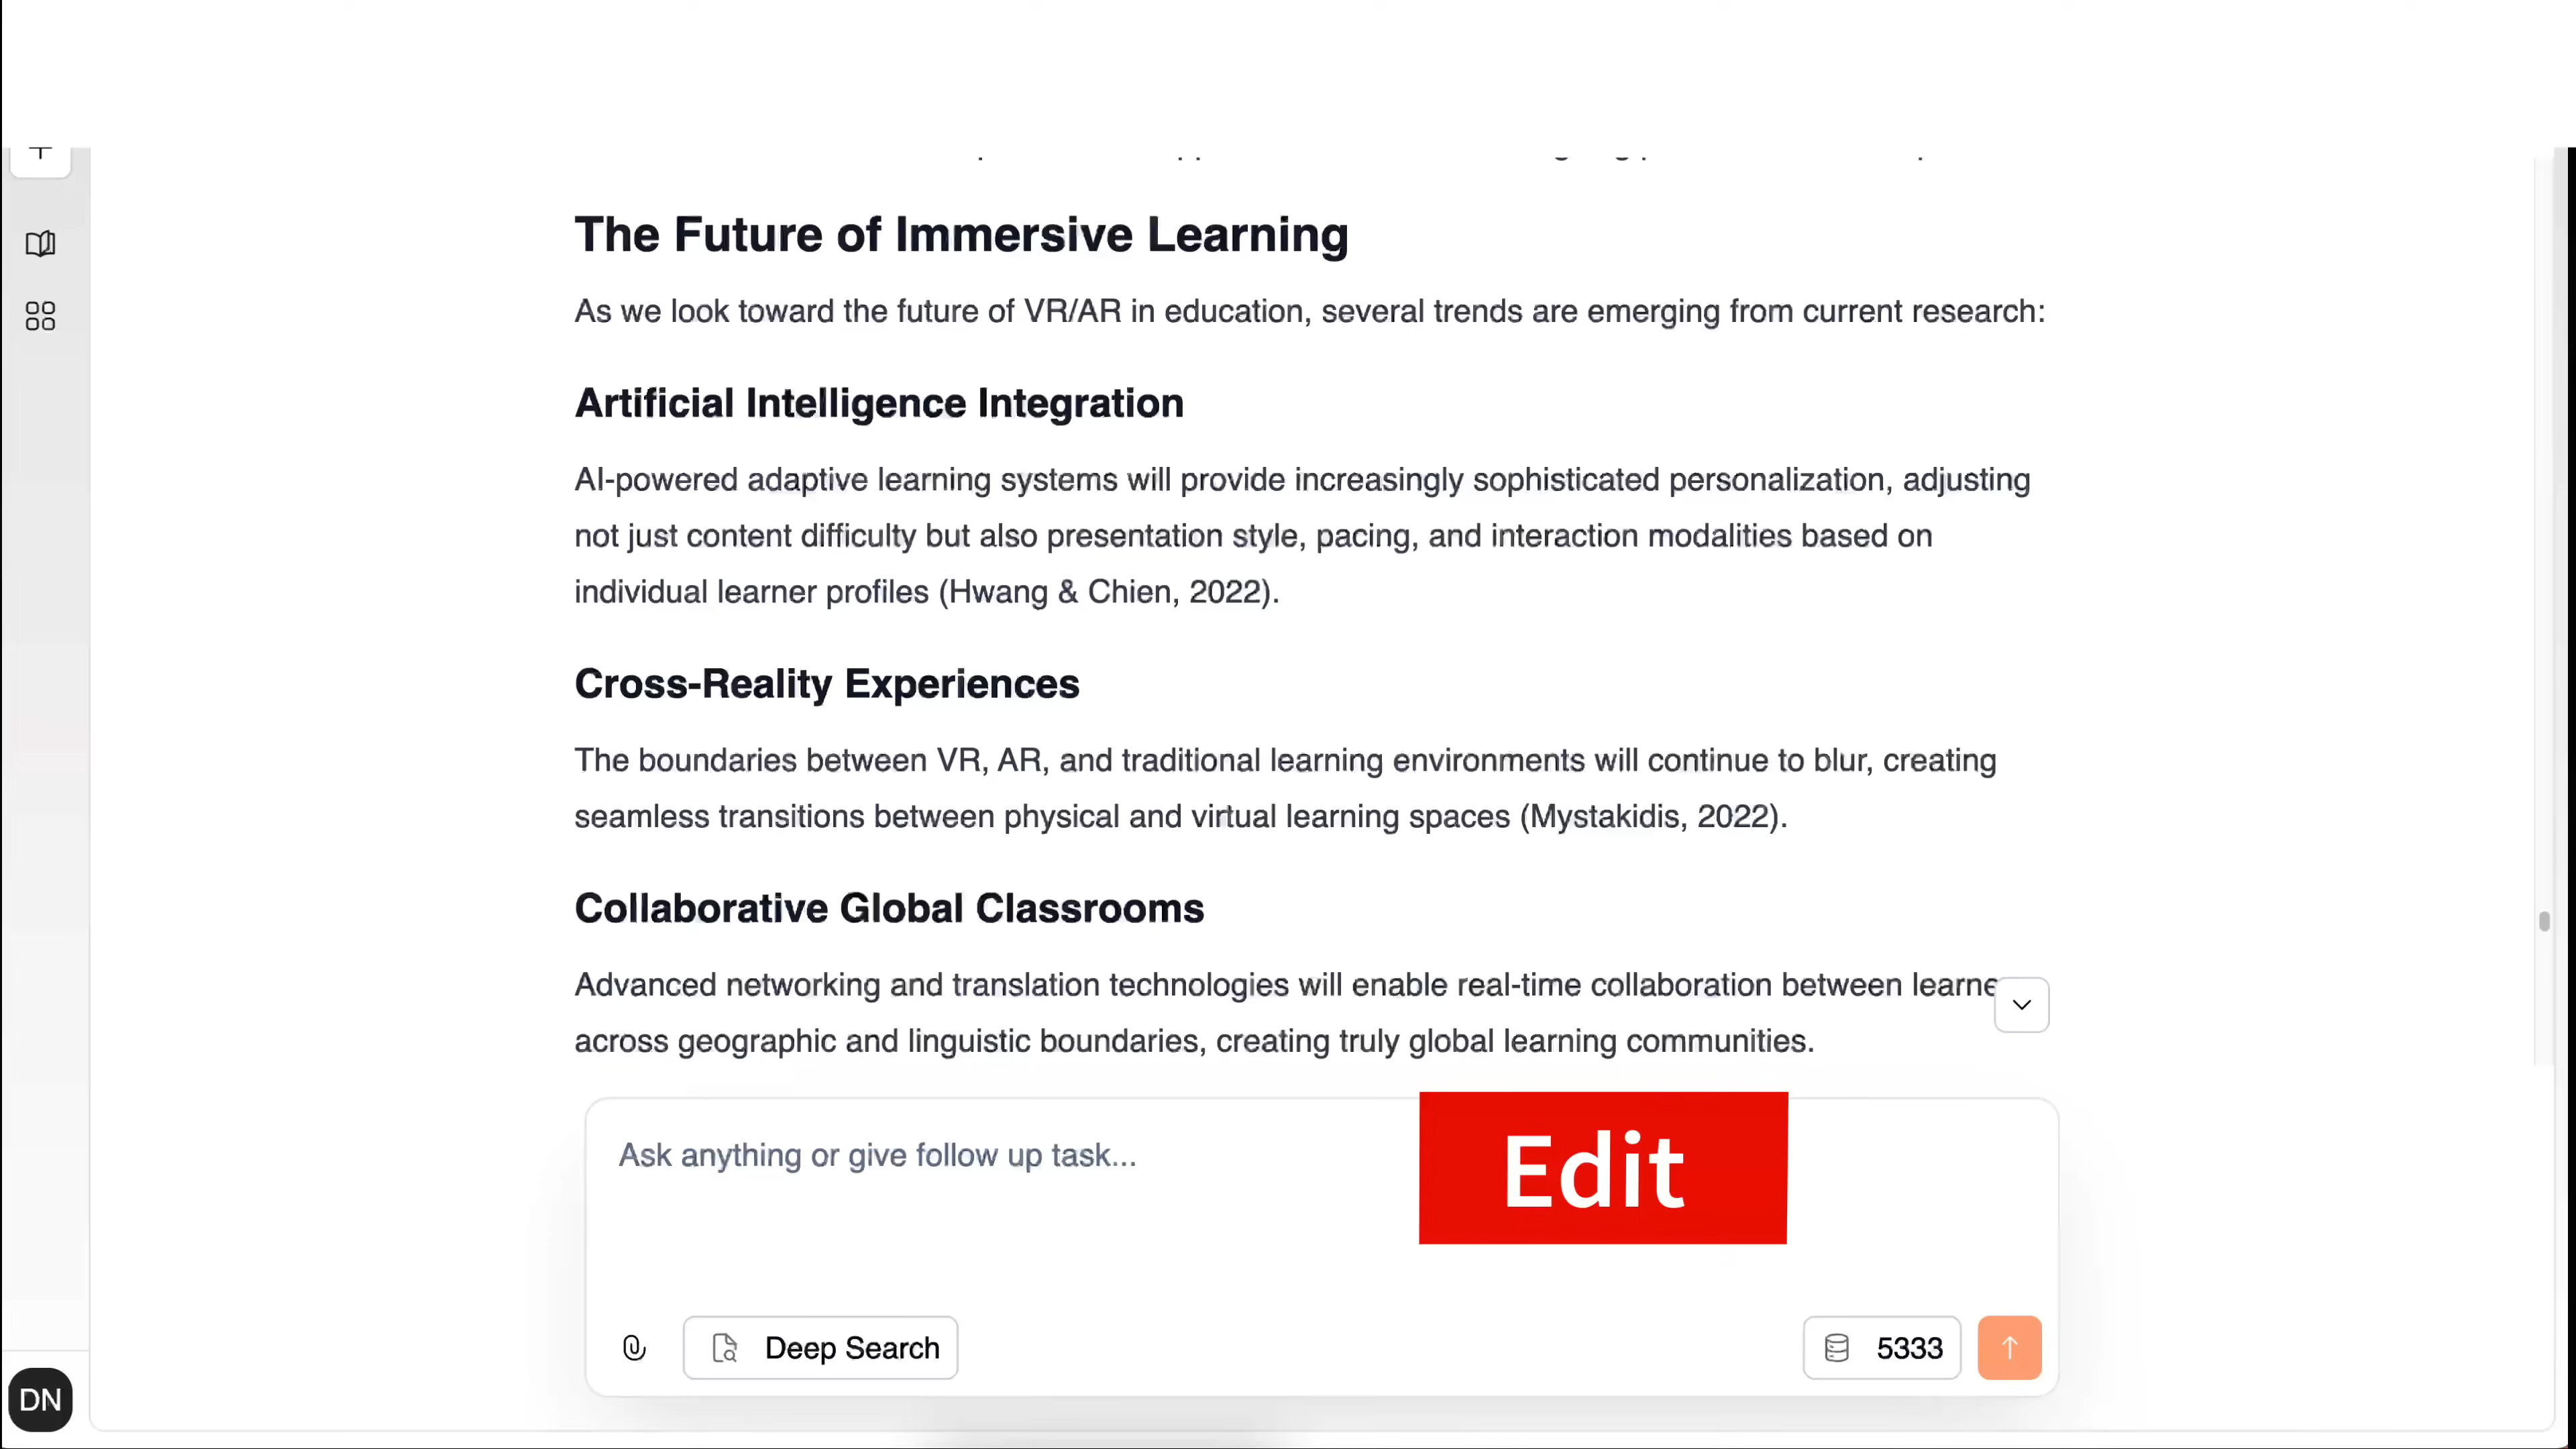 The Future of Immersive Learning
As we look toward the future of VR/AR in education, several trends are emerging from current research:
Artificial Intelligence Integration
AI-powered adaptive learning systems will provide increasingly sophisticated personalization, adjusting
not just content difficulty but also presentation style, pacing, and interaction modalities based on
individual learner profiles (Hwang & Chien, 2022).
Cross-Reality Experiences
The boundaries between VR, AR, and traditional learning environments will continue to blur, creating
seamless transitions between physical and virtual learning spaces (Mystakidis, 2022).
Collaborative Global Classrooms
Advanced networking and translation technologies will enable real-time collaboration between learne
across geographic and linguistic boundaries, creating truly global learning communities.
Edit
Ask anything or give follow up task...
Deep Search
5333
DN